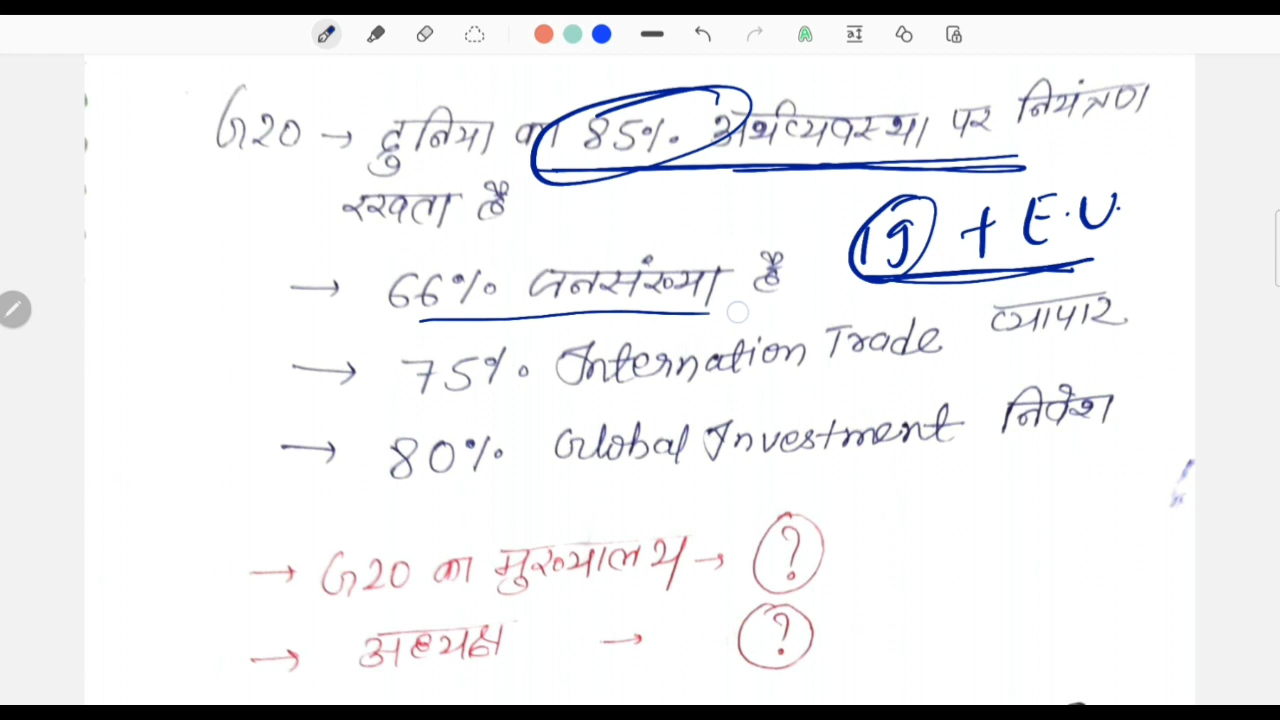 G20 → दुनिया का 85% अर्थव्यवस्था पर नियंत्रण
रखता है
19 + E.U.
→ 66% जनसंख्या है
→ 75% Internation Trade व्यापार
→ 80% Global Investment निवेश
→ G20 का मुख्यालय → ?
→ अध्यक्ष → ?